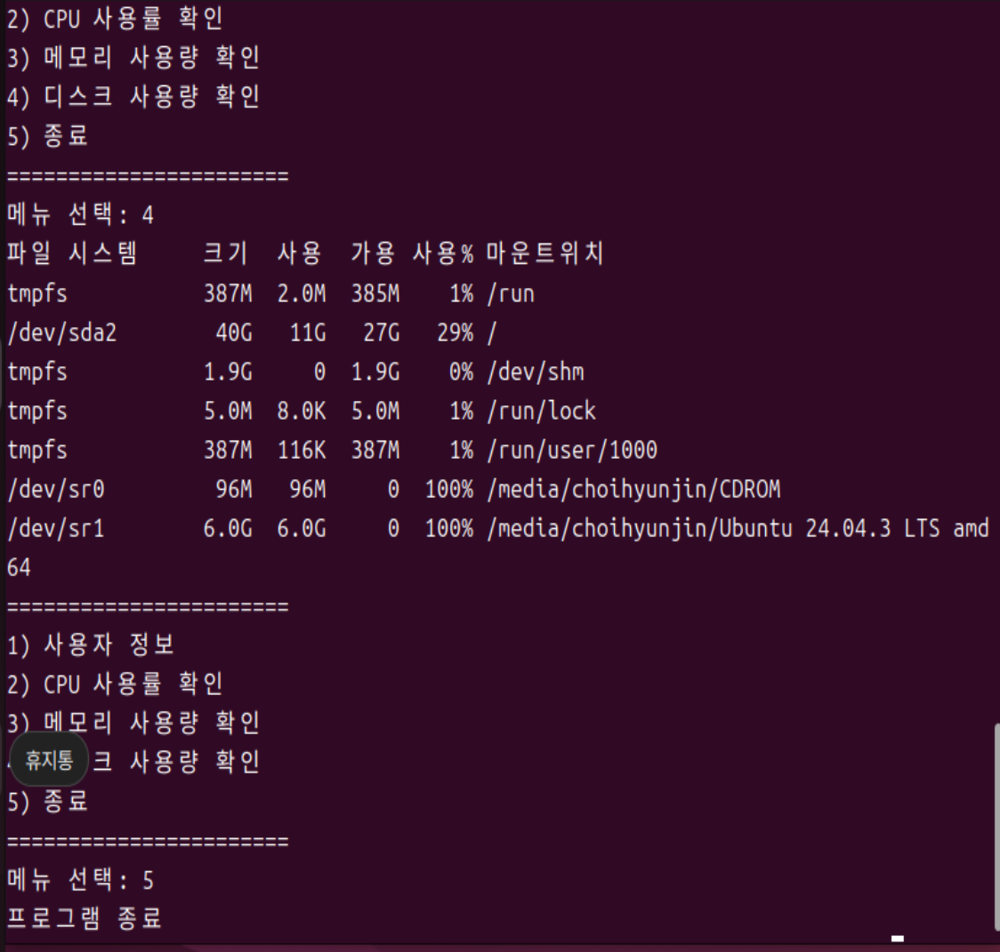 2) CPU 사용률 확인
3) 메모리 사용량 확인
4) 디스크 사용량 확인
5) 종료
=======================
메뉴 선택: 4
파일 시스템 크기 사용 가용 사용% 마운트위치
tmpfs 387M 2.0M 385M 1% /run
/dev/sda2 40G 11G 27G 29% /
tmpfs 1.9G 0 1.9G 0% /dev/shm
tmpfs 5.0M 8.0K 5.0M 1% /run/lock
tmpfs 387M 116K 387M 1% /run/user/1000
/dev/sr0 96M 96M 0 100% /media/choihyunjin/CDROM
/dev/sr1 6.0G 6.0G 0 100% /media/choihyunjin/Ubuntu 24.04.3 LTS amd
64
=======================
1) 사용자 정보
2) CPU 사용률 확인
3) 메모리 사용량 확인
휴지통
크 사용량 확인
5) 종료
=======================
메뉴 선택: 5
프로그램 종료